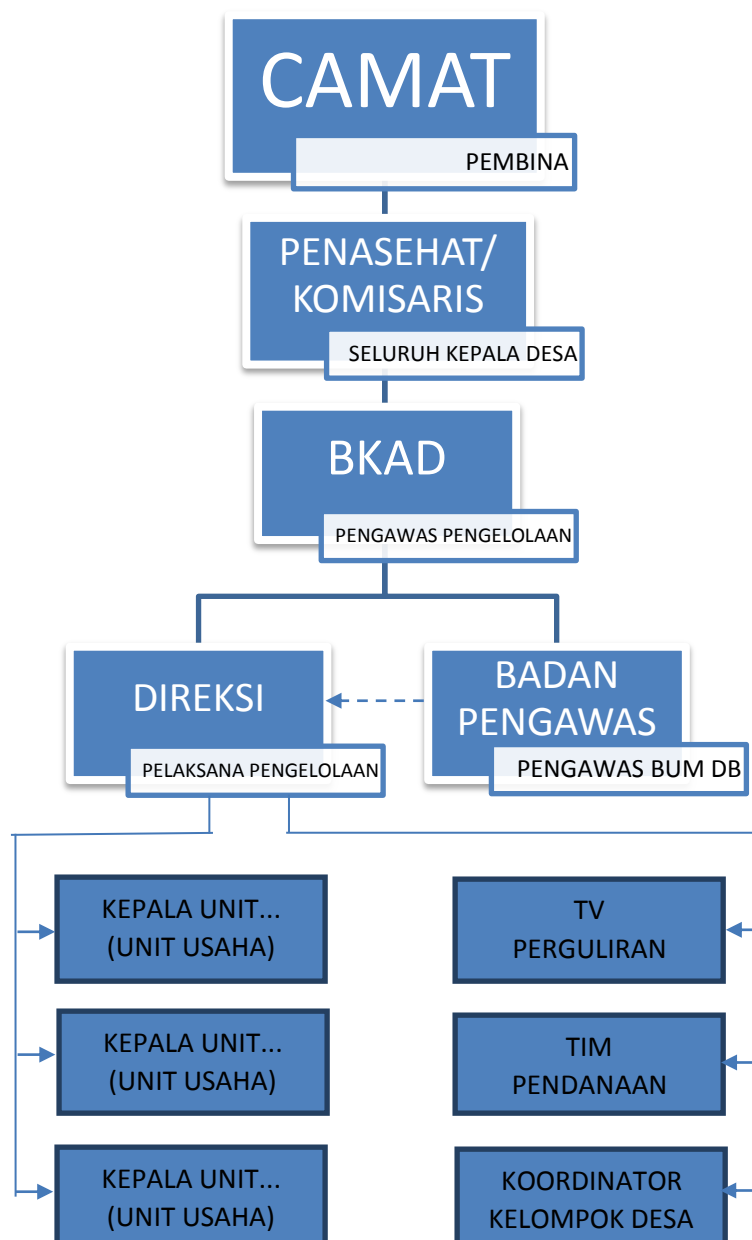 CAMAT
PEMBINA
PENASEHAT/
KOMISARIS
SELURUH KEPALA DESA
BKAD
PENGAWAS PENGELOLAAN
DIREKSI
PELAKSANA PENGELOLAAN
BADAN
PENGAWAS
PENGAWAS BUM DB
KEPALA UNIT...
(UNIT USAHA)
TV
PERGULIRAN
KEPALA UNIT...
(UNIT USAHA)
TIM
PENDANAAN
KEPALA UNIT...
(UNIT USAHA)
KOORDINATOR
KELOMPOK DESA